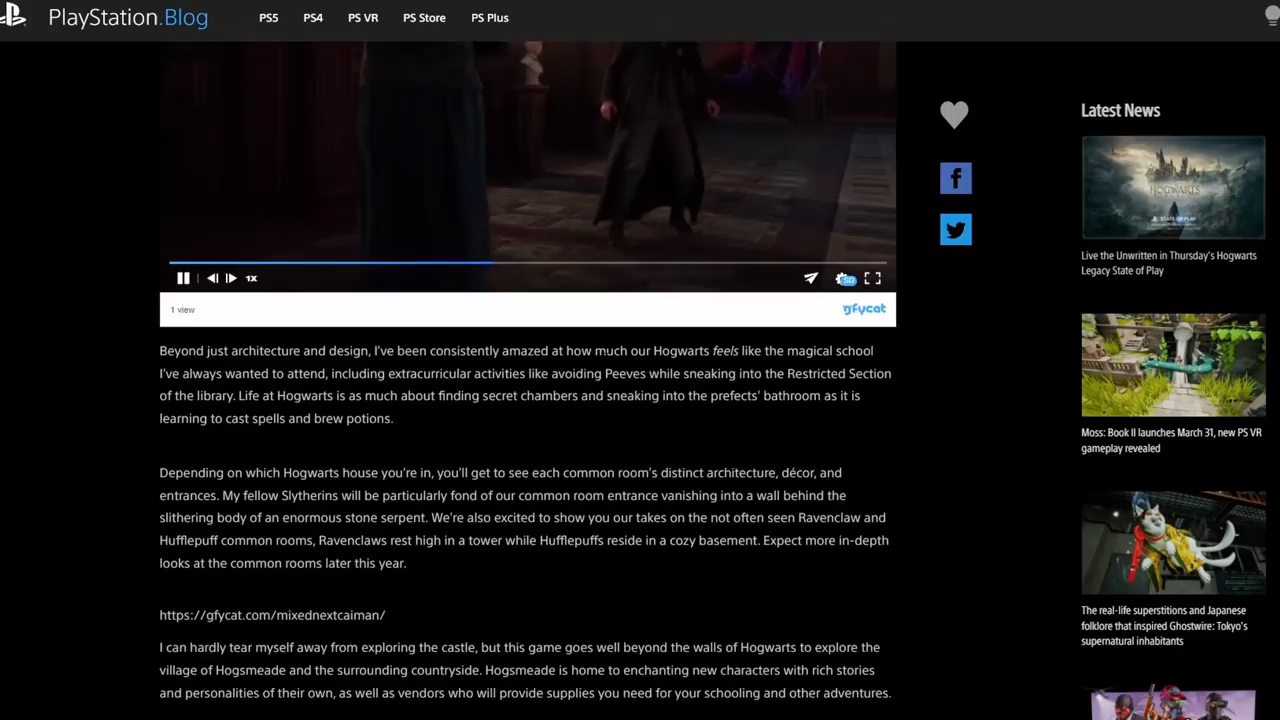 PlayStation.Blog
PS5
PS4
PS VR
PS Store
PS Plus
1X
SD
1 view
gfycat
Beyond just architecture and design, I've been consistently amazed at how much our Hogwarts feels like the magical school
I've always wanted to attend, including extracurricular activities like avoiding Peeves while sneaking into the Restricted Section
of the library. Life at Hogwarts is as much about finding secret chambers and sneaking into the prefects' bathroom as it is
learning to cast spells and brew potions.
Depending on which Hogwarts house you're in, you'll get to see each common room's distinct architecture, décor, and
entrances. My fellow Slytherins will be particularly fond of our common room entrance vanishing into a wall behind the
slithering body of an enormous stone serpent. We're also excited to show you our takes on the not often seen Ravenclaw and
Hufflepuff common rooms, Ravenclaws rest high in a tower while Hufflepuffs reside in a cozy basement. Expect more in-depth
looks at the common rooms later this year.
https://gfycat.com/mixednextcaiman/
I can hardly tear myself away from exploring the castle, but this game goes well beyond the walls of Hogwarts to explore the
village of Hogsmeade and the surrounding countryside. Hogsmeade is home to enchanting new characters with rich stories
and personalities of their own, as well as vendors who will provide supplies you need for your schooling and other adventures.
Latest News
HOGWARTS
STATE OF PLAY
Live the Unwritten in Thursday's Hogwarts
Legacy State of Play
Moss: Book II launches March 31, new PS VR
gameplay revealed
The real-life superstitions and Japanese
folklore that inspired Ghostwire: Tokyo's
supernatural inhabitants